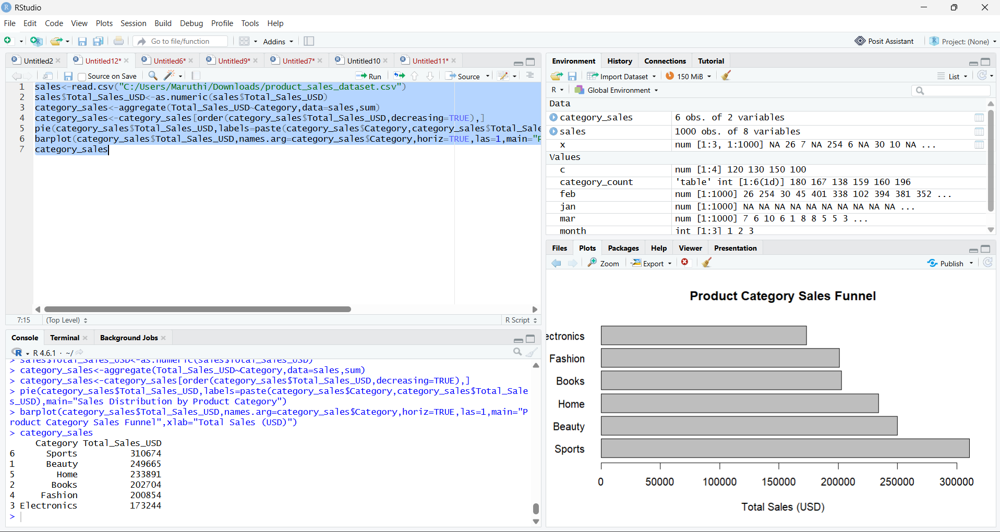 RStudio
File Edit Code View Plots Session Build Debug Profile Tools Help
Go to file/function Addins Posit Assistant Project: (None)
Untitled2 Untitled12* Untitled6* Untitled9* Untitled7* Untitled10 Untitled11*
Source on Save Run Source
1 sales<-read.csv("C:/Users/Maruthi/Downloads/product_sales_dataset.csv")
2 sales$Total_Sales_USD<-as.numeric(sales$Total_Sales_USD)
3 category_sales<-aggregate(Total_Sales_USD~Category,data=sales,sum)
4 category_sales<-category_sales[order(category_sales$Total_Sales_USD,decreasing=TRUE),]
5 pie(category_sales$Total_Sales_USD,labels=paste(category_sales$Category,category_sales$Total_Sale
6 barplot(category_sales$Total_Sales_USD,names.arg=category_sales$Category,horiz=TRUE,las=1,main="P
7 category_sales
7:15 (Top Level) R Script
Console Terminal Background Jobs
R 4.6.1 · ~/
> sales$Total_Sales_USD<-as.numeric(sales$Total_Sales_USD)
> category_sales<-aggregate(Total_Sales_USD~Category,data=sales,sum)
> category_sales<-category_sales[order(category_sales$Total_Sales_USD,decreasing=TRUE),]
> pie(category_sales$Total_Sales_USD,labels=paste(category_sales$Category,category_sales$Total_Sale
s_USD),main="Sales Distribution by Product Category")
> barplot(category_sales$Total_Sales_USD,names.arg=category_sales$Category,horiz=TRUE,las=1,main="P
roduct Category Sales Funnel",xlab="Total Sales (USD)")
> category_sales
Category Total_Sales_USD
6 Sports 310674
1 Beauty 249665
5 Home 233891
2 Books 202704
4 Fashion 200854
3 Electronics 173244
>
Environment History Connections Tutorial
Import Dataset 150 MiB List
R Global Environment
Data
category_sales 6 obs. of 2 variables
sales 1000 obs. of 8 variables
x num [1:3, 1:1000] NA 26 7 NA 254 6 NA 30 10 NA ...
Values
c num [1:4] 120 130 150 100
category_count 'table' int [1:6(1d)] 180 167 138 159 160 196
feb num [1:1000] 26 254 30 45 401 338 102 394 381 352 ...
jan num [1:1000] NA NA NA NA NA NA NA NA NA NA ...
mar num [1:1000] 7 6 10 6 1 8 8 5 5 3 ...
month int [1:3] 1 2 3
Files Plots Packages Help Viewer Presentation
Zoom Export Publish
Product Category Sales Funnel
ectronics
Fashion
Books
Home
Beauty
Sports
0 50000 100000 150000 200000 250000 300000
Total Sales (USD)